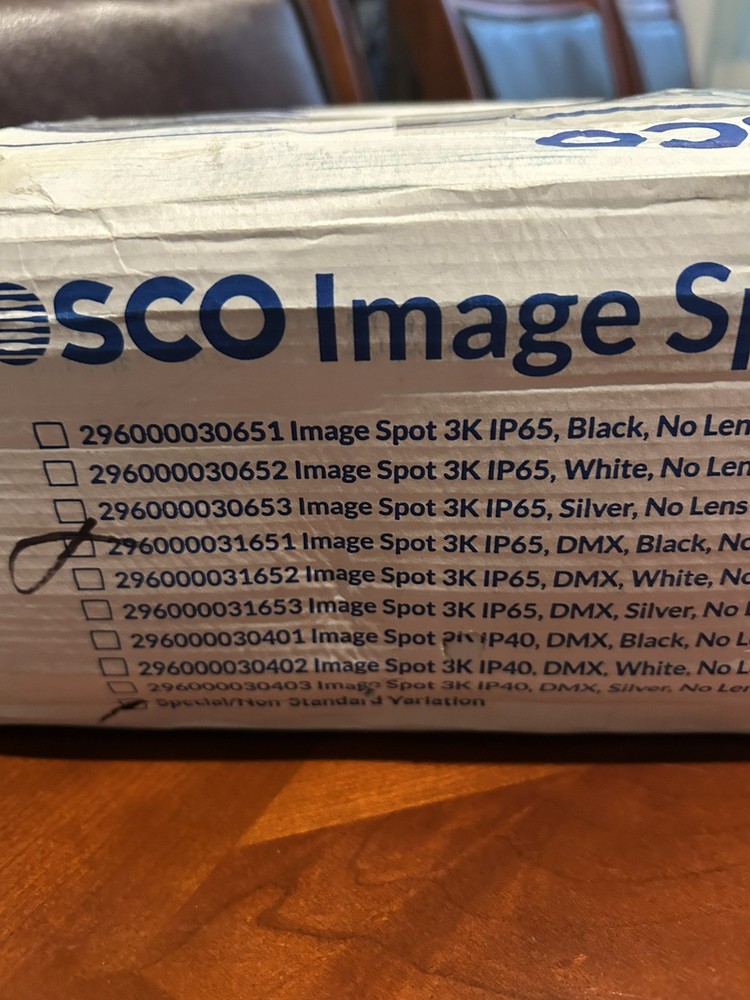 sco
OSCO Image Sp
296000030651 Image Spot 3K IP65, Black, No Len
296000030652 Image Spot 3K IP65, White, No Len
296000030653 Image Spot 3K IP65, Silver, No Lens
296000031651 Image Spot 3K IP65, DMX, Black, No
296000031652 Image Spot 3K IP65, DMX, White, No
296000031653 Image Spot 3K IP65, DMX, Silver, No L
296000030401 Image Spot 3K IP40, DMX, Black, No L
296000030402 Image Spot 3K IP40, DMX, White, No L
296000030403 Image Spot 3K IP40, DMX, Silver, No Len
Special/Non Standard Variation